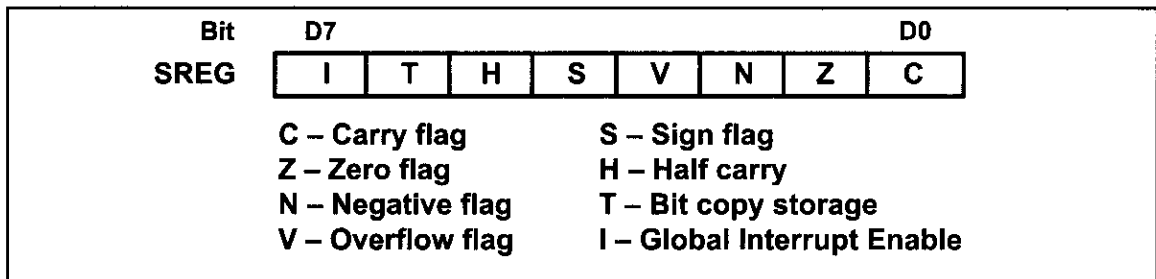 Bit D7 D0
SREG I T H S V N Z C
C – Carry flag S – Sign flag
Z – Zero flag H – Half carry
N – Negative flag T – Bit copy storage
V – Overflow flag I – Global Interrupt Enable